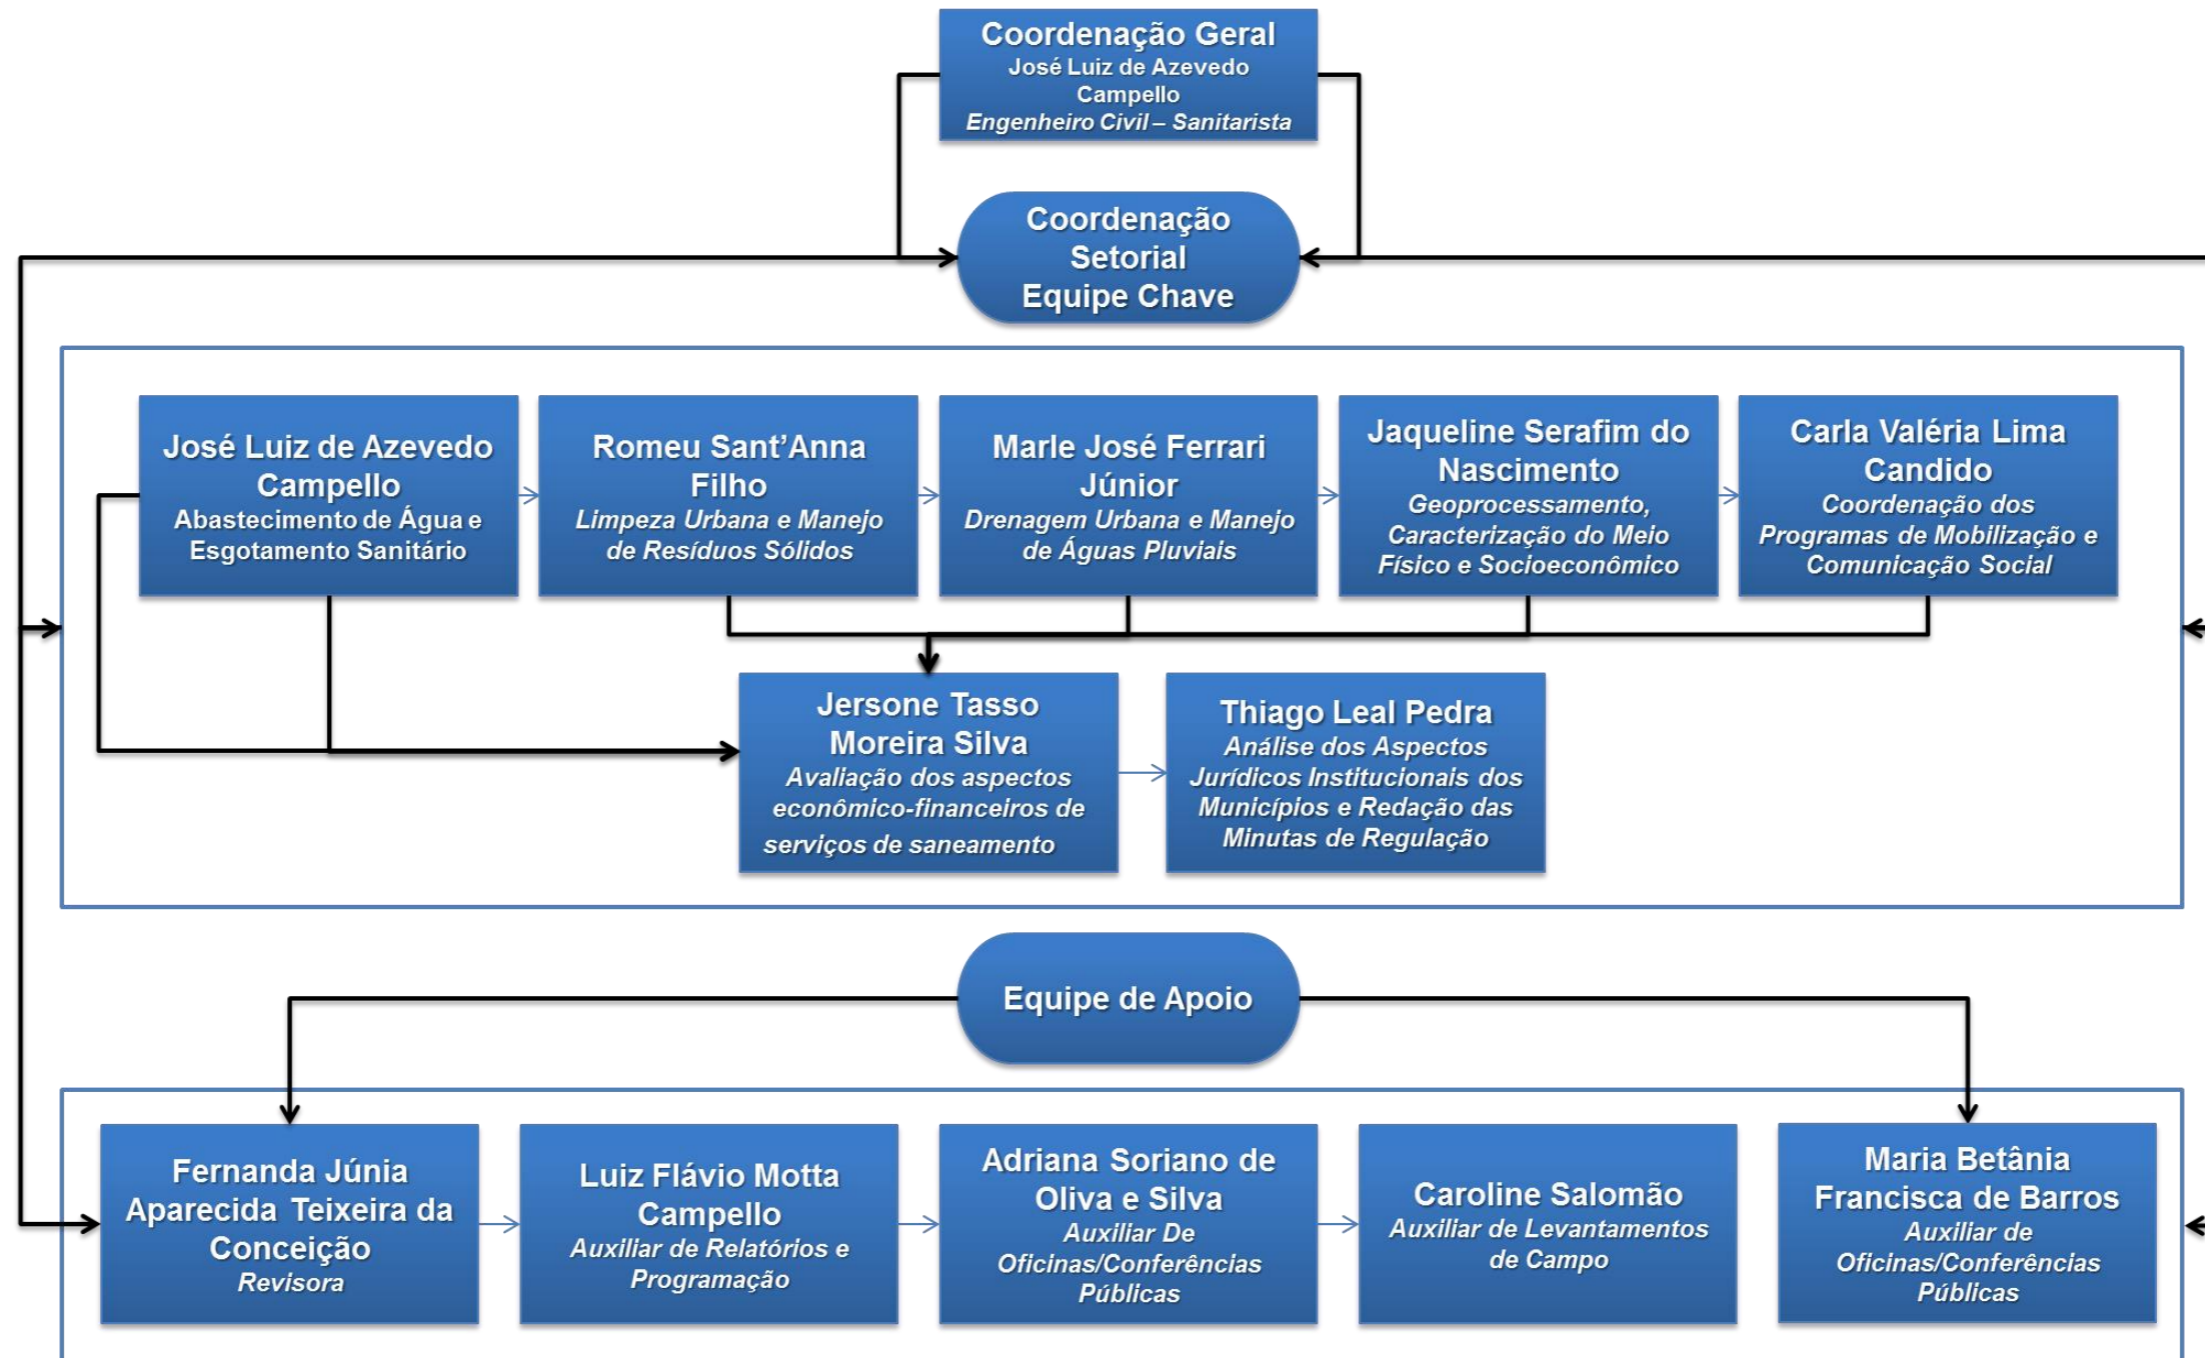 Coordenação Geral
José Luiz de Azevedo
Campello
Engenheiro Civil – Sanitarista
Coordenação
Setorial
Equipe Chave
José Luiz de Azevedo
Campello
Abastecimento de Água e
Esgotamento Sanitário
Romeu Sant’Anna
Filho
Limpeza Urbana e Manejo
de Resíduos Sólidos
Marle José Ferrari
Júnior
Drenagem Urbana e Manejo
de Águas Pluviais
Jaqueline Serafim do
Nascimento
Geoprocessamento,
Caracterização do Meio
Físico e Socioeconômico
Carla Valéria Lima
Candido
Coordenação dos
Programas de Mobilização e
Comunicação Social
Jersone Tasso
Moreira Silva
Avaliação dos aspectos
econômico-financeiros de
serviços de saneamento
Thiago Leal Pedra
Análise dos Aspectos
Jurídicos Institucionais dos
Municípios e Redação das
Minutas de Regulação
Equipe de Apoio
Fernanda Júnia
Aparecida Teixeira da
Conceição
Revisora
Luiz Flávio Motta
Campello
Auxiliar de Relatórios e
Programação
Adriana Soriano de
Oliva e Silva
Auxiliar De
Oficinas/Conferências
Públicas
Caroline Salomão
Auxiliar de Levantamentos
de Campo
Maria Betânia
Francisca de Barros
Auxiliar de
Oficinas/Conferências
Públicas